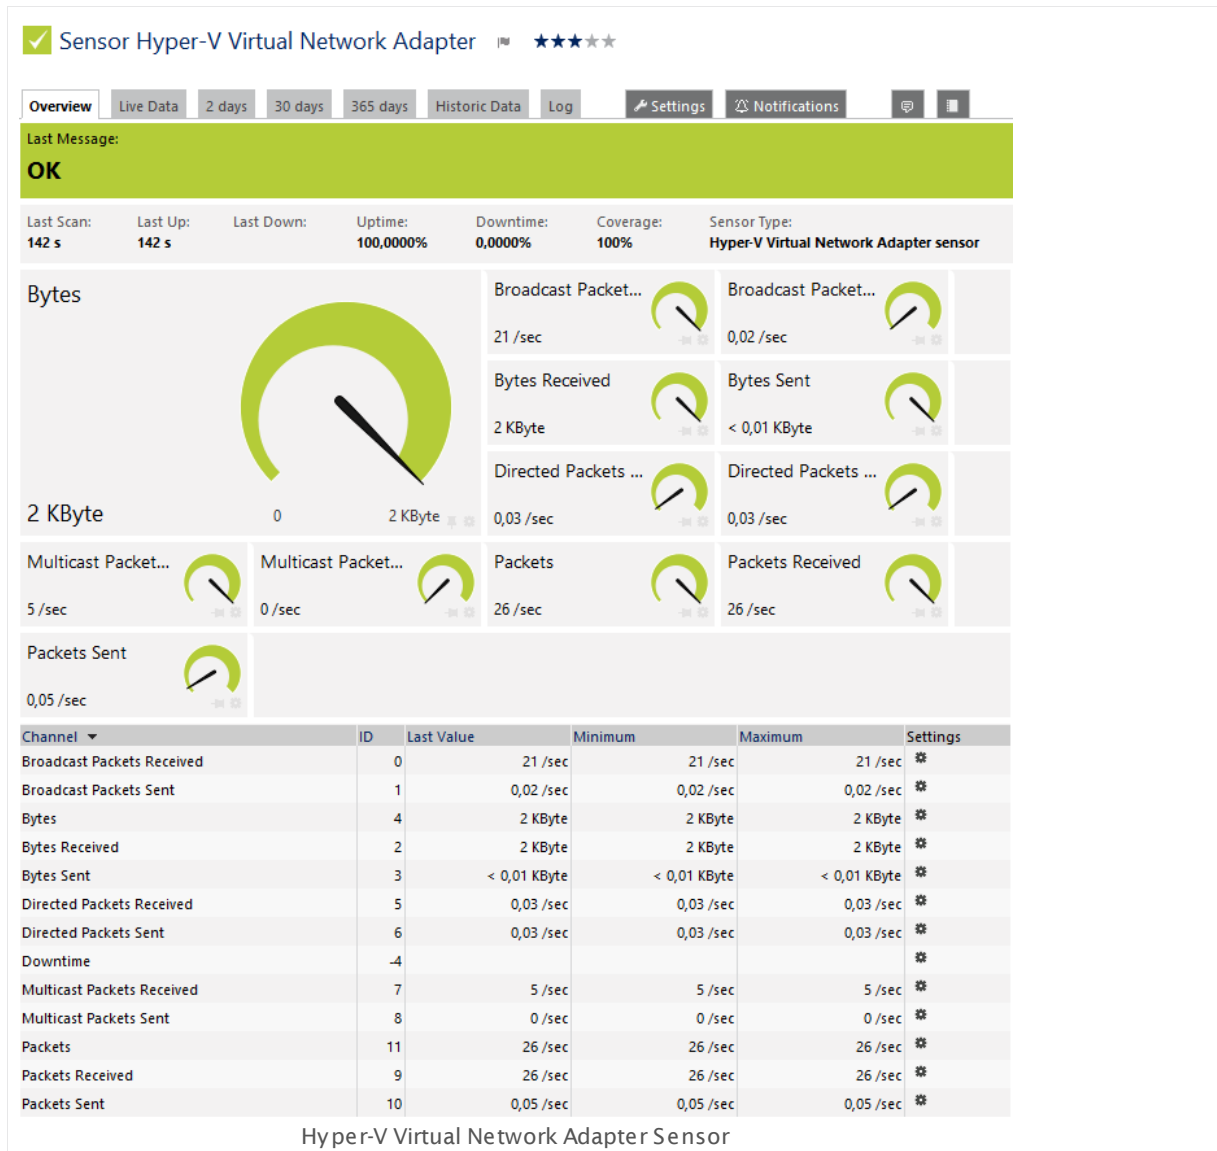 Sensor Hyper-V Virtual Network Adapter
Overview Live Data 2 days 30 days 365 days Historic Data Log Settings Notifications
Last Message:
OK
Last Scan: Last Up: Last Down: Uptime: Downtime: Coverage: Sensor Type:
142 s 142 s 100,0000% 0,0000% 100% Hyper-V Virtual Network Adapter sensor
Bytes
2 KByte
0 2 KByte
Broadcast Packet...
21 /sec
Broadcast Packet...
0,02 /sec
Bytes Received
2 KByte
Bytes Sent
< 0,01 KByte
Directed Packets ...
0,03 /sec
Directed Packets ...
0,03 /sec
Multicast Packet...
5 /sec
Multicast Packet...
0 /sec
Packets
26 /sec
Packets Received
26 /sec
Packets Sent
0,05 /sec
Channel ID Last Value Minimum Maximum Settings
Broadcast Packets Received 0 21 /sec 21 /sec 21 /sec
Broadcast Packets Sent 1 0,02 /sec 0,02 /sec 0,02 /sec
Bytes 4 2 KByte 2 KByte 2 KByte
Bytes Received 2 2 KByte 2 KByte 2 KByte
Bytes Sent 3 < 0,01 KByte < 0,01 KByte < 0,01 KByte
Directed Packets Received 5 0,03 /sec 0,03 /sec 0,03 /sec
Directed Packets Sent 6 0,03 /sec 0,03 /sec 0,03 /sec
Downtime -4
Multicast Packets Received 7 5 /sec 5 /sec 5 /sec
Multicast Packets Sent 8 0 /sec 0 /sec 0 /sec
Packets 11 26 /sec 26 /sec 26 /sec
Packets Received 9 26 /sec 26 /sec 26 /sec
Packets Sent 10 0,05 /sec 0,05 /sec 0,05 /sec
Hyper-V Virtual Network Adapter Sensor